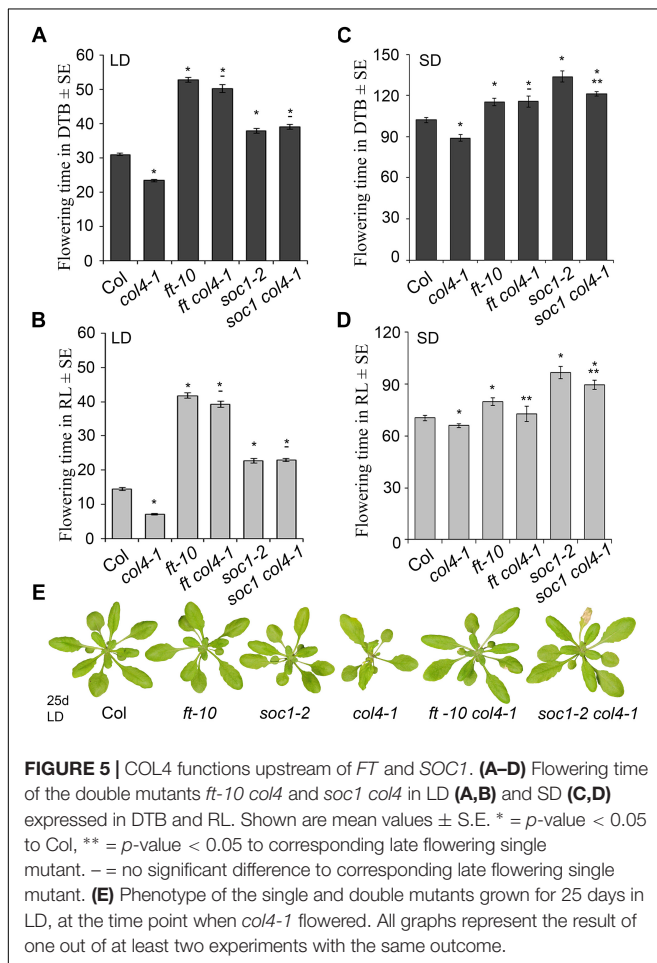 A
LD
Flowering time in DTB ± SE
60
50
40
30
20
10
0
* * * * *
–
–
Col
col4-1
ft-10
ft col4-1
soc1-2
soc1 col4-1
C
SD
Flowering time in DTB ± SE
150
120
90
60
30
0
* * * * *
–
**
Col
col4-1
ft-10
ft col4-1
soc1-2
soc1 col4-1
B
LD
Flowering time in RL ± SE
60
40
30
20
10
0
* * * * *
–
–
Col
col4-1
ft-10
ft col4-1
soc1-2
soc1 col4-1
D
SD
Flowering time in RL ± SE
120
90
60
30
0
* * ** * *
**
Col
col4-1
ft-10
ft col4-1
soc1-2
soc1 col4-1
E
25d
LD
Col
ft-10
soc1-2
col4-1
ft -10 col4-1
soc1-2 col4-1
FIGURE 5 | COL4 functions upstream of FT and SOC1. (A–D) Flowering time
of the double mutants ft-10 col4 and soc1 col4 in LD (A,B) and SD (C,D)
expressed in DTB and RL. Shown are mean values ± S.E. * = p-value < 0.05
to Col, ** = p-value < 0.05 to corresponding late flowering single
mutant. – = no significant difference to corresponding late flowering single
mutant. (E) Phenotype of the single and double mutants grown for 25 days in
LD, at the time point when col4-1 flowered. All graphs represent the result of
one out of at least two experiments with the same outcome.